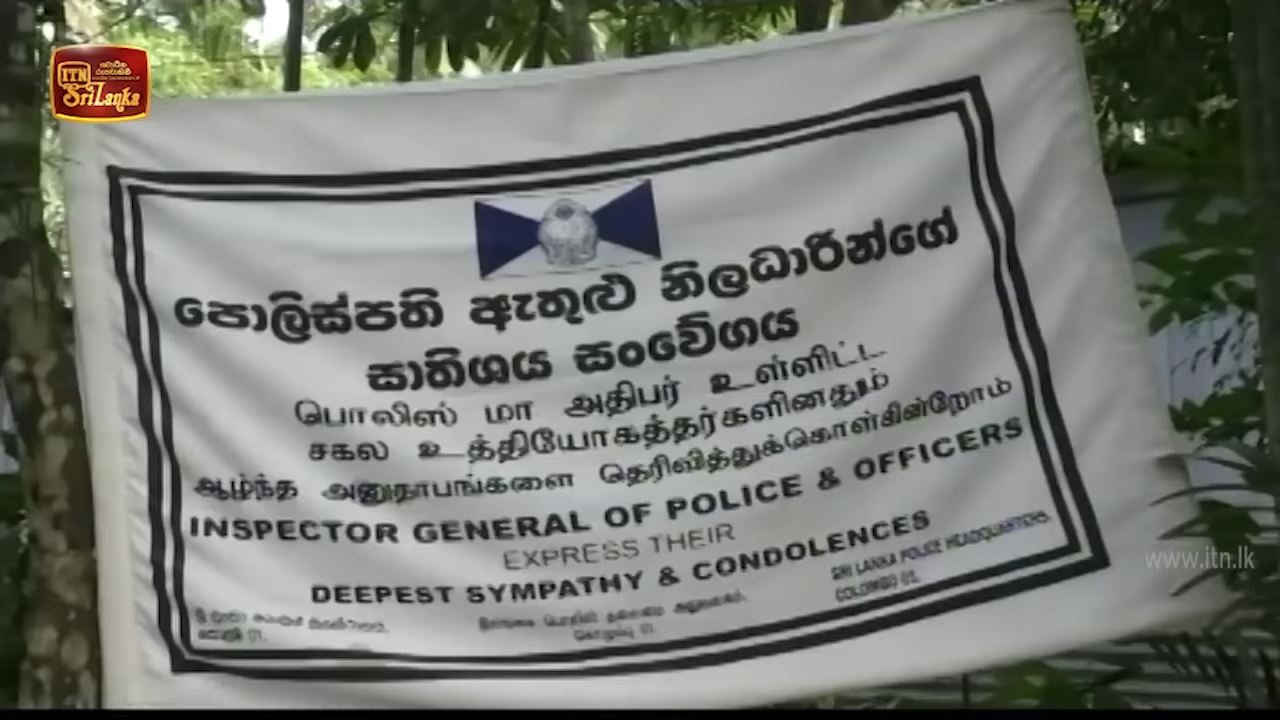 ITN
SriLanka
පොලිස්පති ඇතුළු නිලධාරින්ගේ
සාතිශය සංවේගය
பொலிஸ் மா அதிபர் உள்ளிட்ட
சகல உத்தியோகத்தர்களினதும்
ஆழ்ந்த அனுதாபங்களை தெரிவித்துக்கொள்கின்றோம்
INSPECTOR GENERAL OF POLICE & OFFICERS
EXPRESS THEIR
DEEPEST SYMPATHY & CONDOLENCES
SRI LANKA POLICE HEADQUARTERS,
COLOMBO 01.
இலங்கை பொலிஸ்
கொழும்பு 01.
www.itn.lk